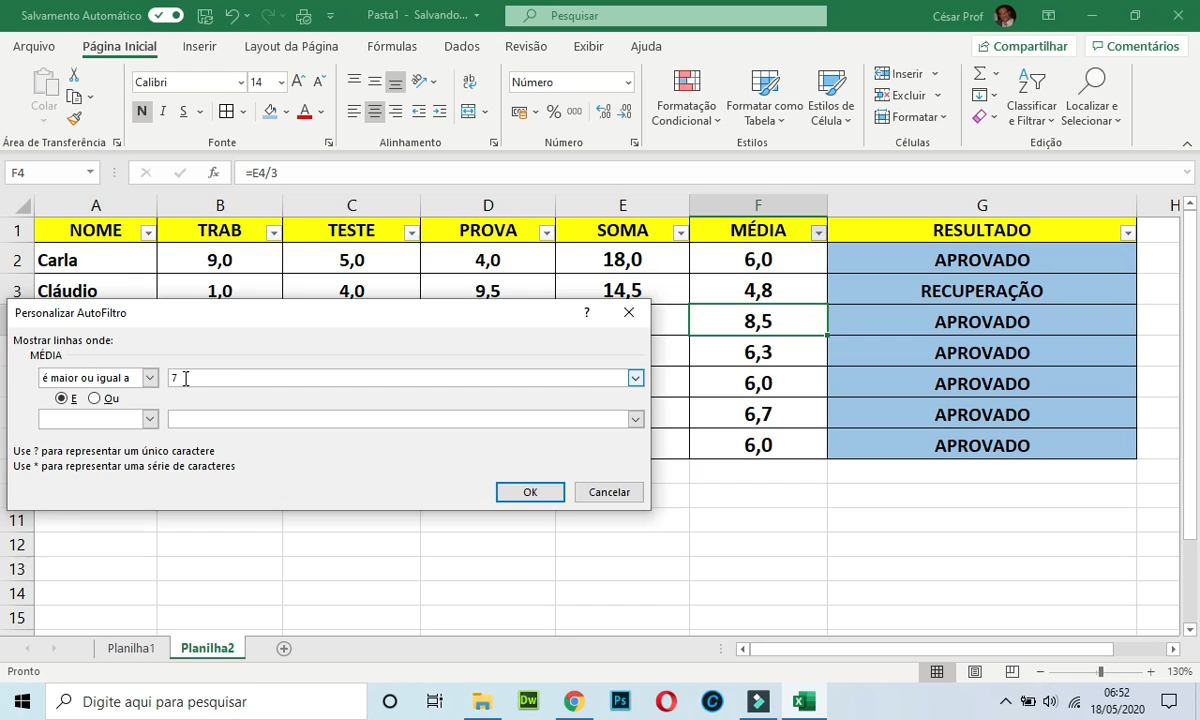 Salvamento Automático
Pasta1 - Salvando...
Pesquisar
César Prof
Arquivo
Página Inicial
Inserir
Layout da Página
Fórmulas
Dados
Revisão
Exibir
Ajuda
Compartilhar
Comentários
Colar
Calibri
14
N I S
Número
% 000
Formatação Condicional
Formatar como Tabela
Estilos de Célula
Inserir
Excluir
Formatar
Classificar e Filtrar
Localizar e Selecionar
Área de Transferência
Fonte
Alinhamento
Número
Estilos
Células
Edição
F4
fx
=E4/3
A B C D E F G H
1 NOME TRAB TESTE PROVA SOMA MÉDIA RESULTADO
2 Carla 9,0 5,0 4,0 18,0 6,0 APROVADO
3 Cláudio 1,0 4,0 9,5 14,5 4,8 RECUPERAÇÃO
8,5 APROVADO
6,3 APROVADO
6,0 APROVADO
6,7 APROVADO
6,0 APROVADO
Personalizar AutoFiltro
?
Mostrar linhas onde:
MÉDIA
é maior ou igual a
7
E
Ou
Use ? para representar um único caractere
Use * para representar uma série de caracteres
OK
Cancelar
11
12
13
14
15
Planilha1
Planilha2
Pronto
130%
Digite aqui para pesquisar
Dw
Ps
06:52
18/05/2020